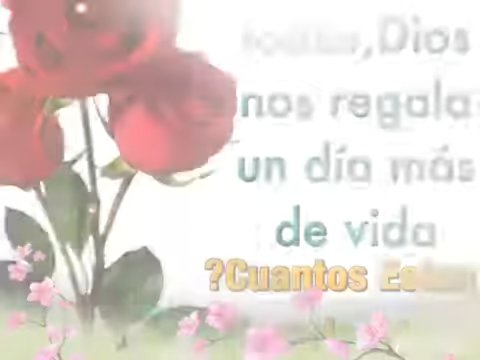 ,Dios
nos regala
un día más
de vida
?Cuantos